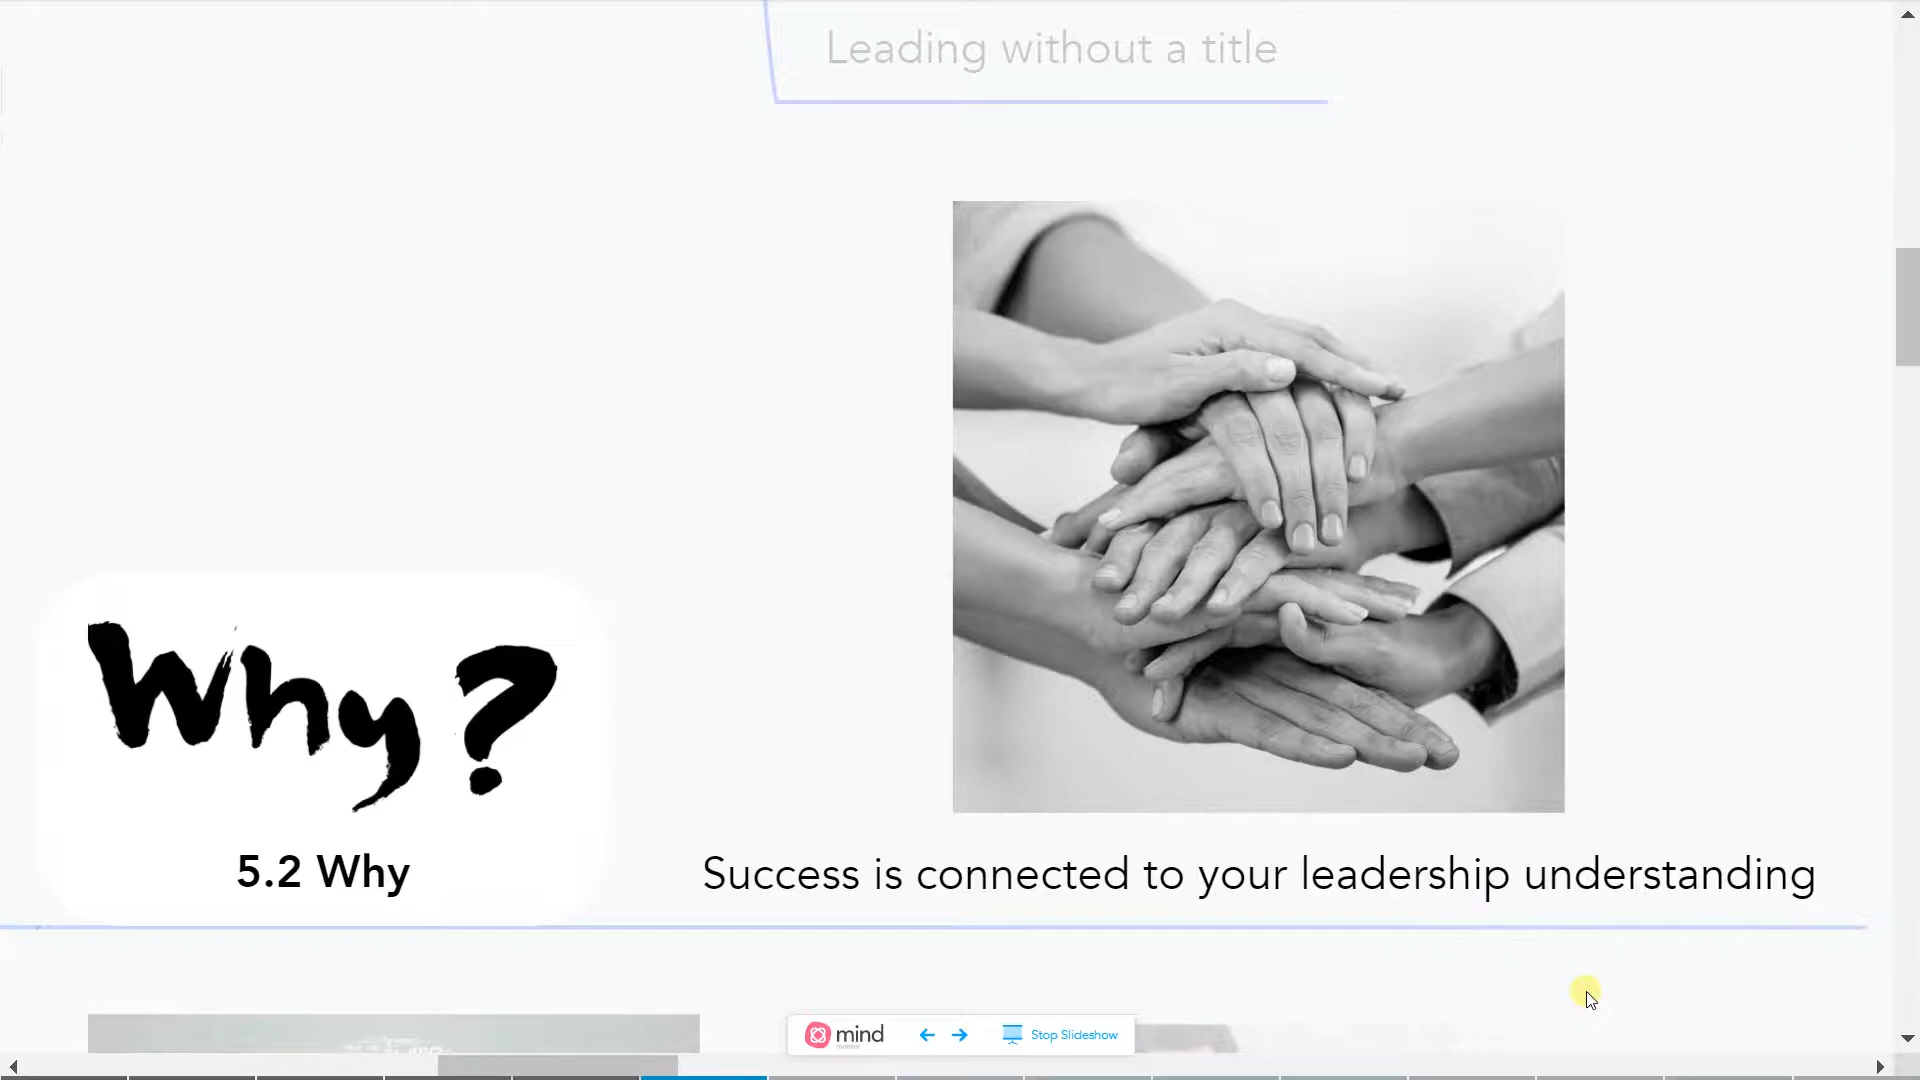 Leading without a title
Why?
5.2 Why
Success is connected to your leadership understanding
mind
Stop Slideshow